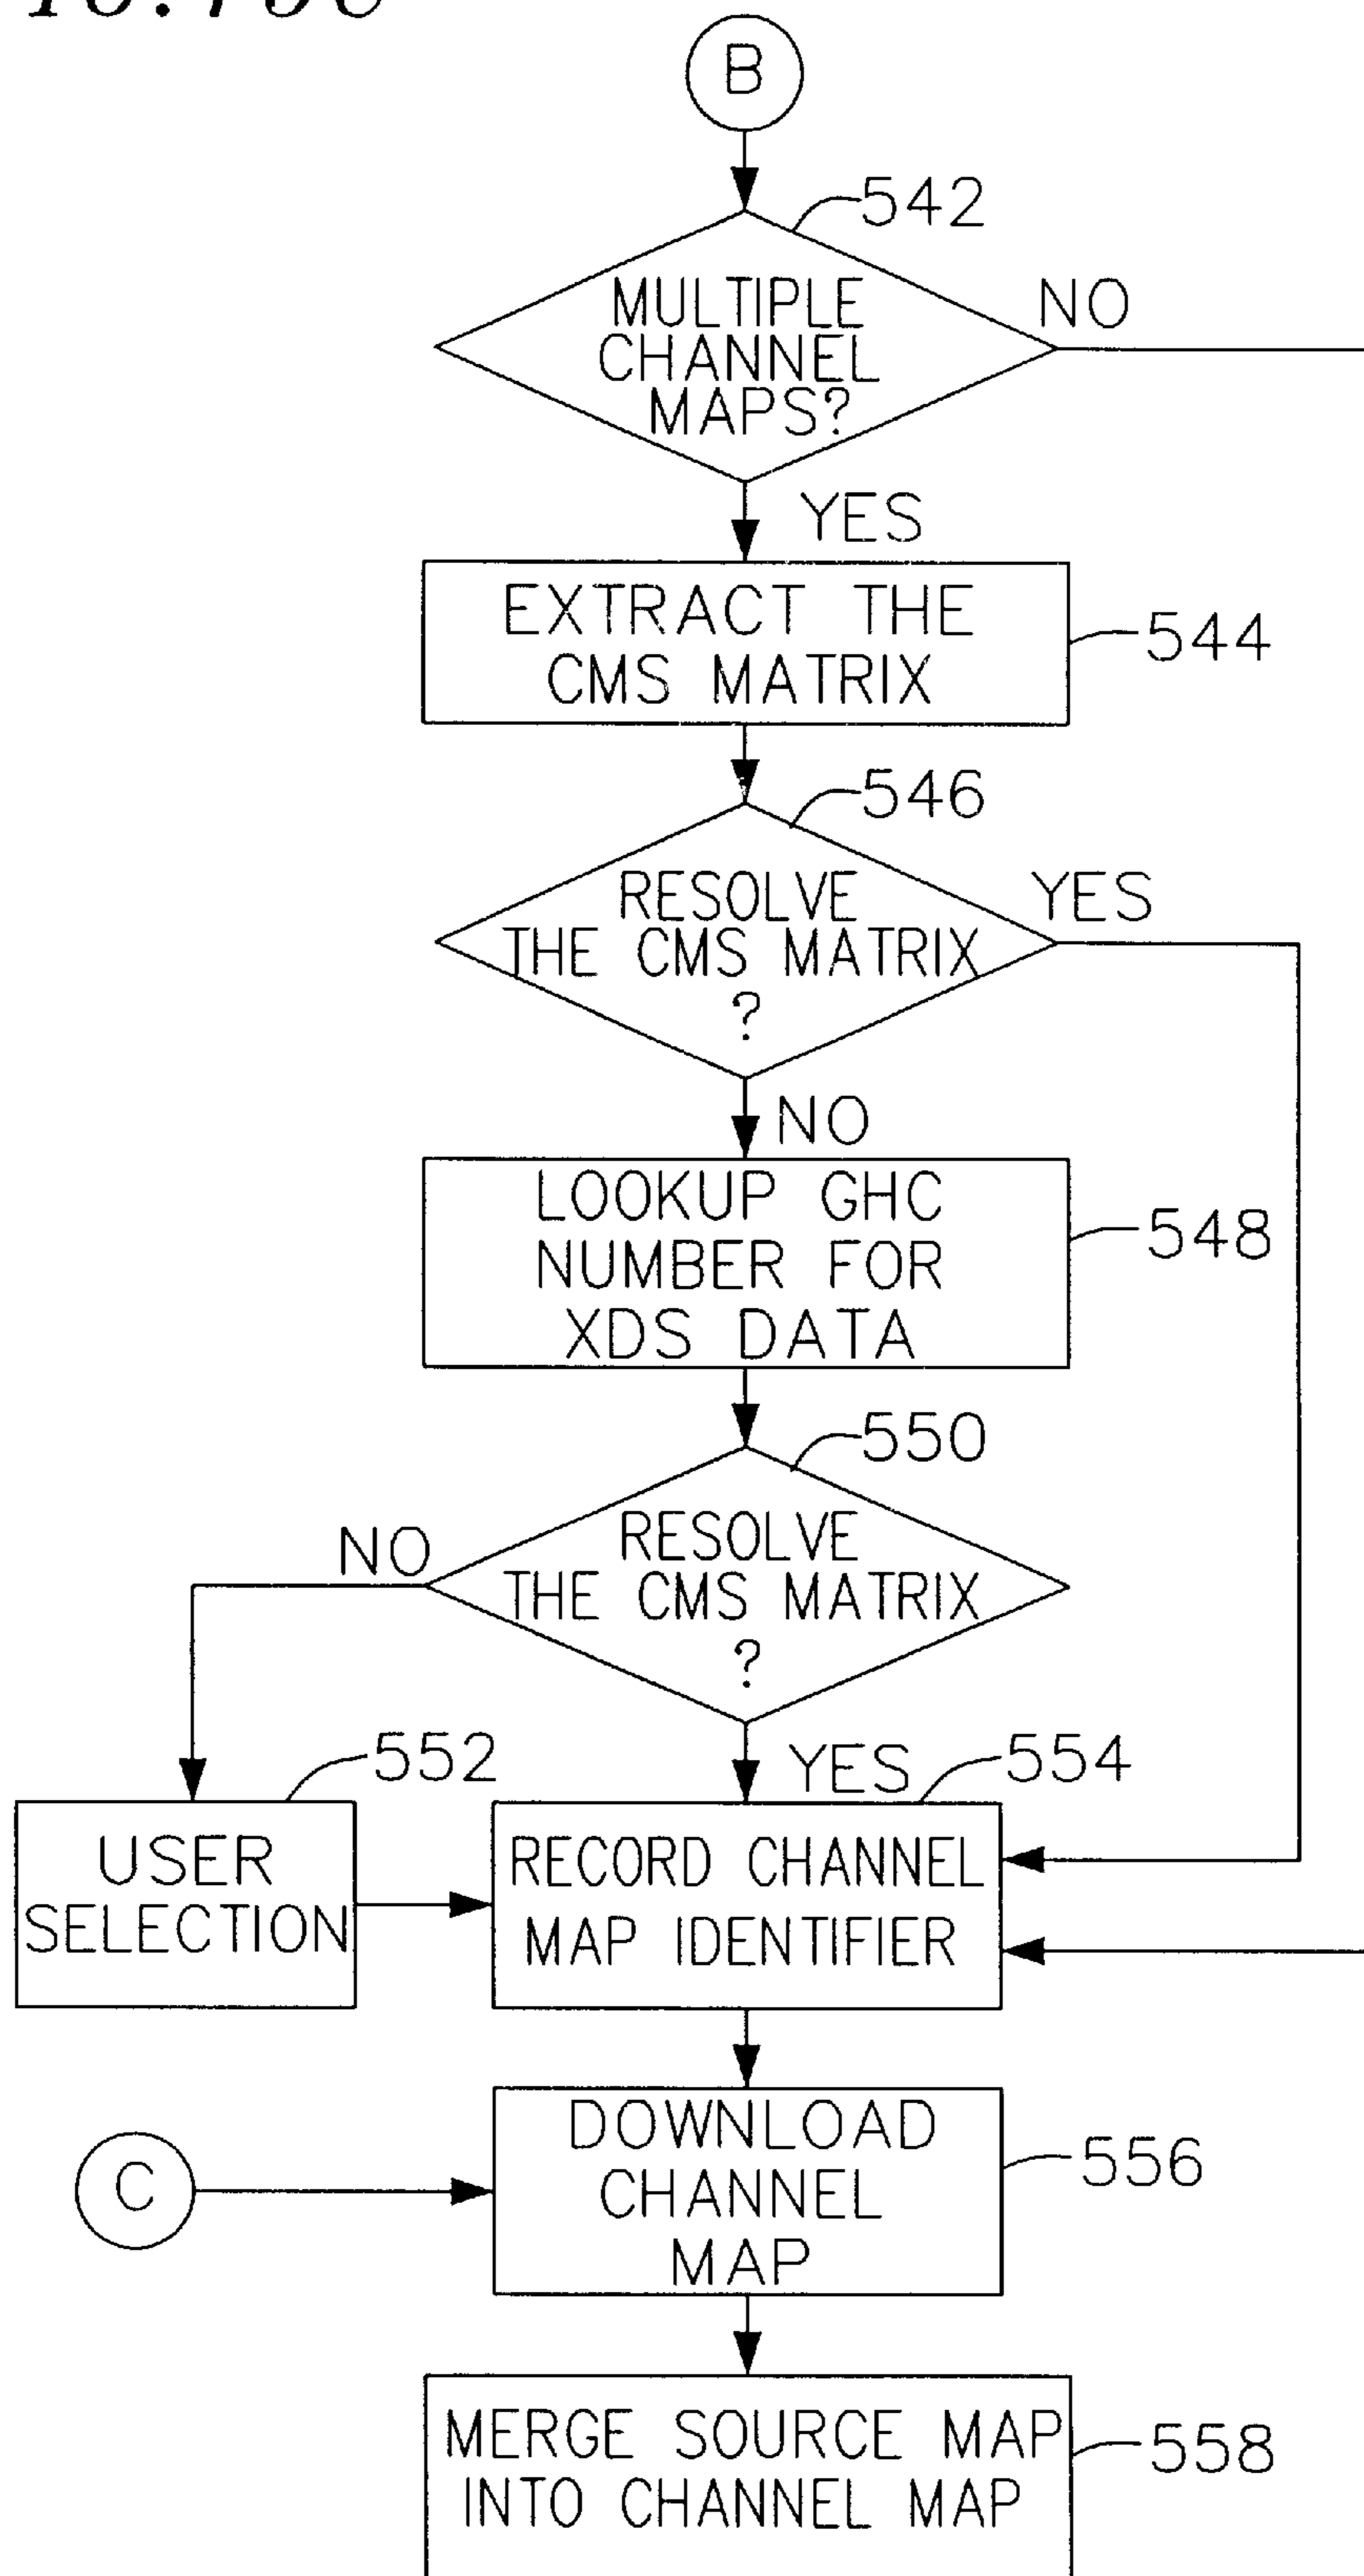 B
542
MULTIPLE
CHANNEL
MAPS?
NO
YES
EXTRACT THE
CMS MATRIX
544
546
RESOLVE
THE CMS MATRIX
?
YES
NO
LOOKUP GHC
NUMBER FOR
XDS DATA
548
550
RESOLVE
THE CMS MATRIX
?
NO
YES
552
USER
SELECTION
554
RECORD CHANNEL
MAP IDENTIFIER
C
DOWNLOAD
CHANNEL
MAP
556
MERGE SOURCE MAP
INTO CHANNEL MAP
558